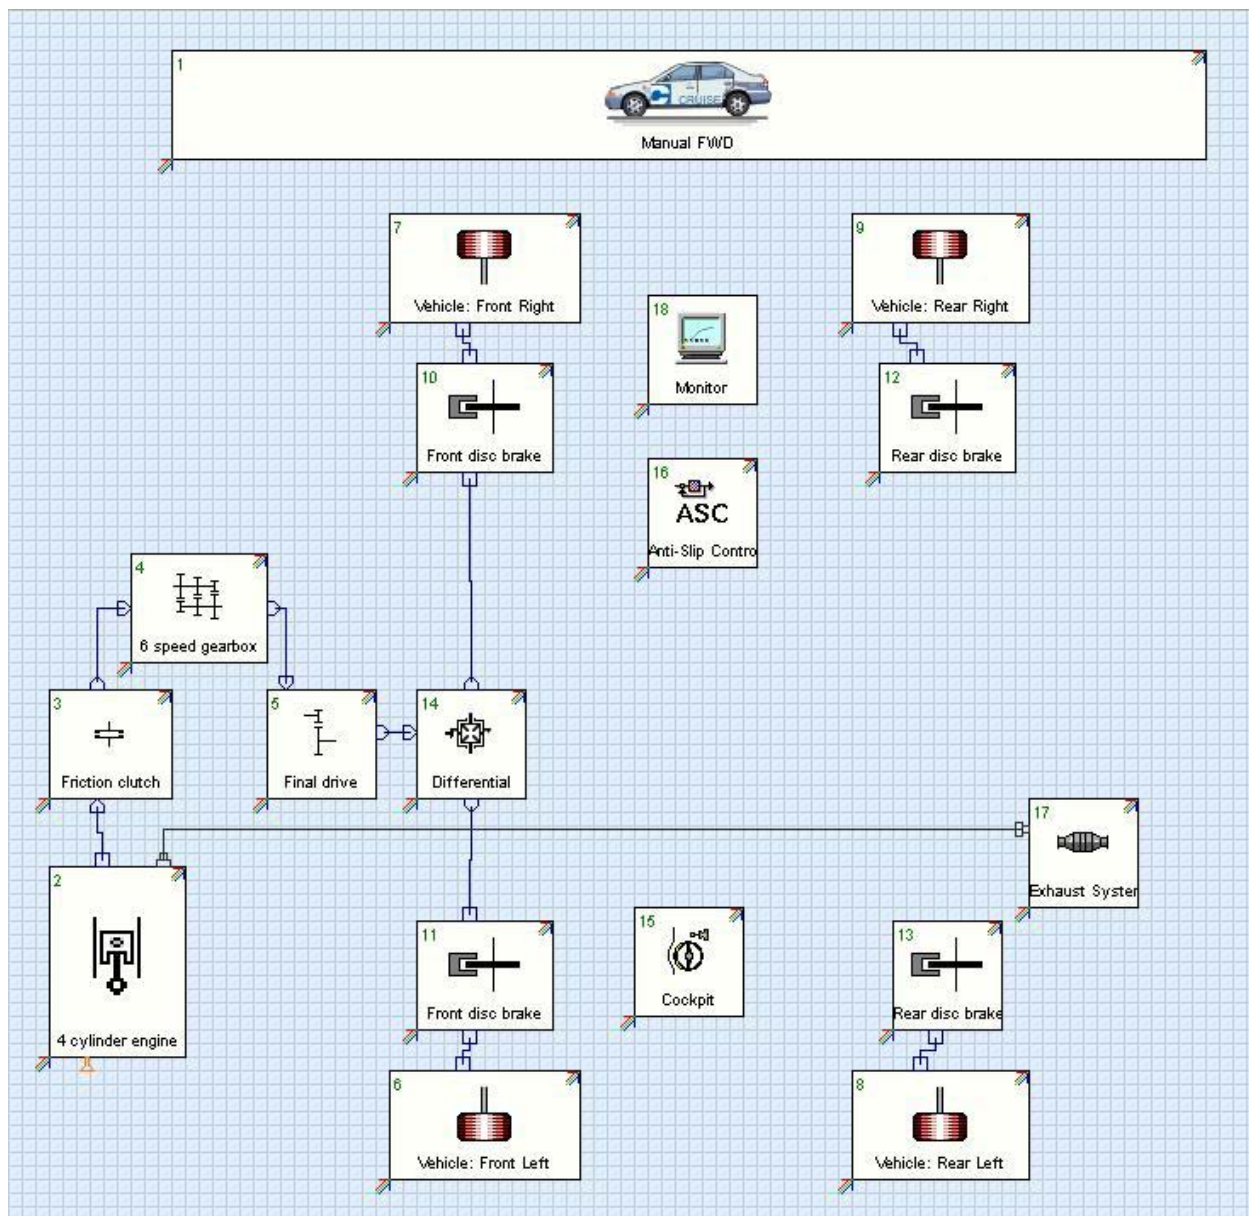 1
CRUISE
Manual FWD
7
Vehicle: Front Right
9
Vehicle: Rear Right
18
Monitor
10
Front disc brake
12
Rear disc brake
16
ASC
Anti-Slip Contro
4
6 speed gearbox
3
Friction clutch
5
Final drive
14
Differential
17
Exhaust System
2
4 cylinder engine
11
Front disc brake
15
Cockpit
13
Rear disc brake
6
Vehicle: Front Left
8
Vehicle: Rear Left